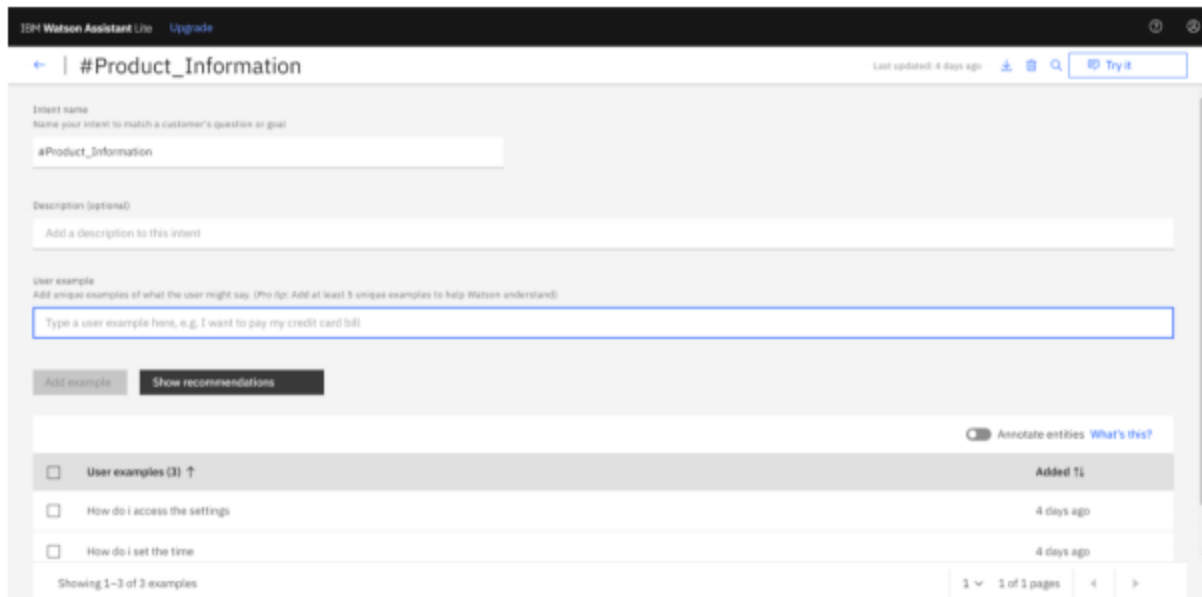 IBM Watson Assistant Lite Upgrade
#Product_Information Last updated: 4 days ago Try it
Intent name
Name your intent to match a customer's question or goal
#Product_Information
Description (optional)
Add a description to this intent
User example
Add unique examples of what the user might say. (Pro tip: Add at least 5 unique examples to help Watson understand)
Type a user example here, e.g. I want to pay my credit card bill
Add example Show recommendations
Annotate entities What's this?
User examples (3) ↑ Added ↑↓
How do i access the settings 4 days ago
How do i set the time 4 days ago
Showing 1–3 of 3 examples 1 1 of 1 pages